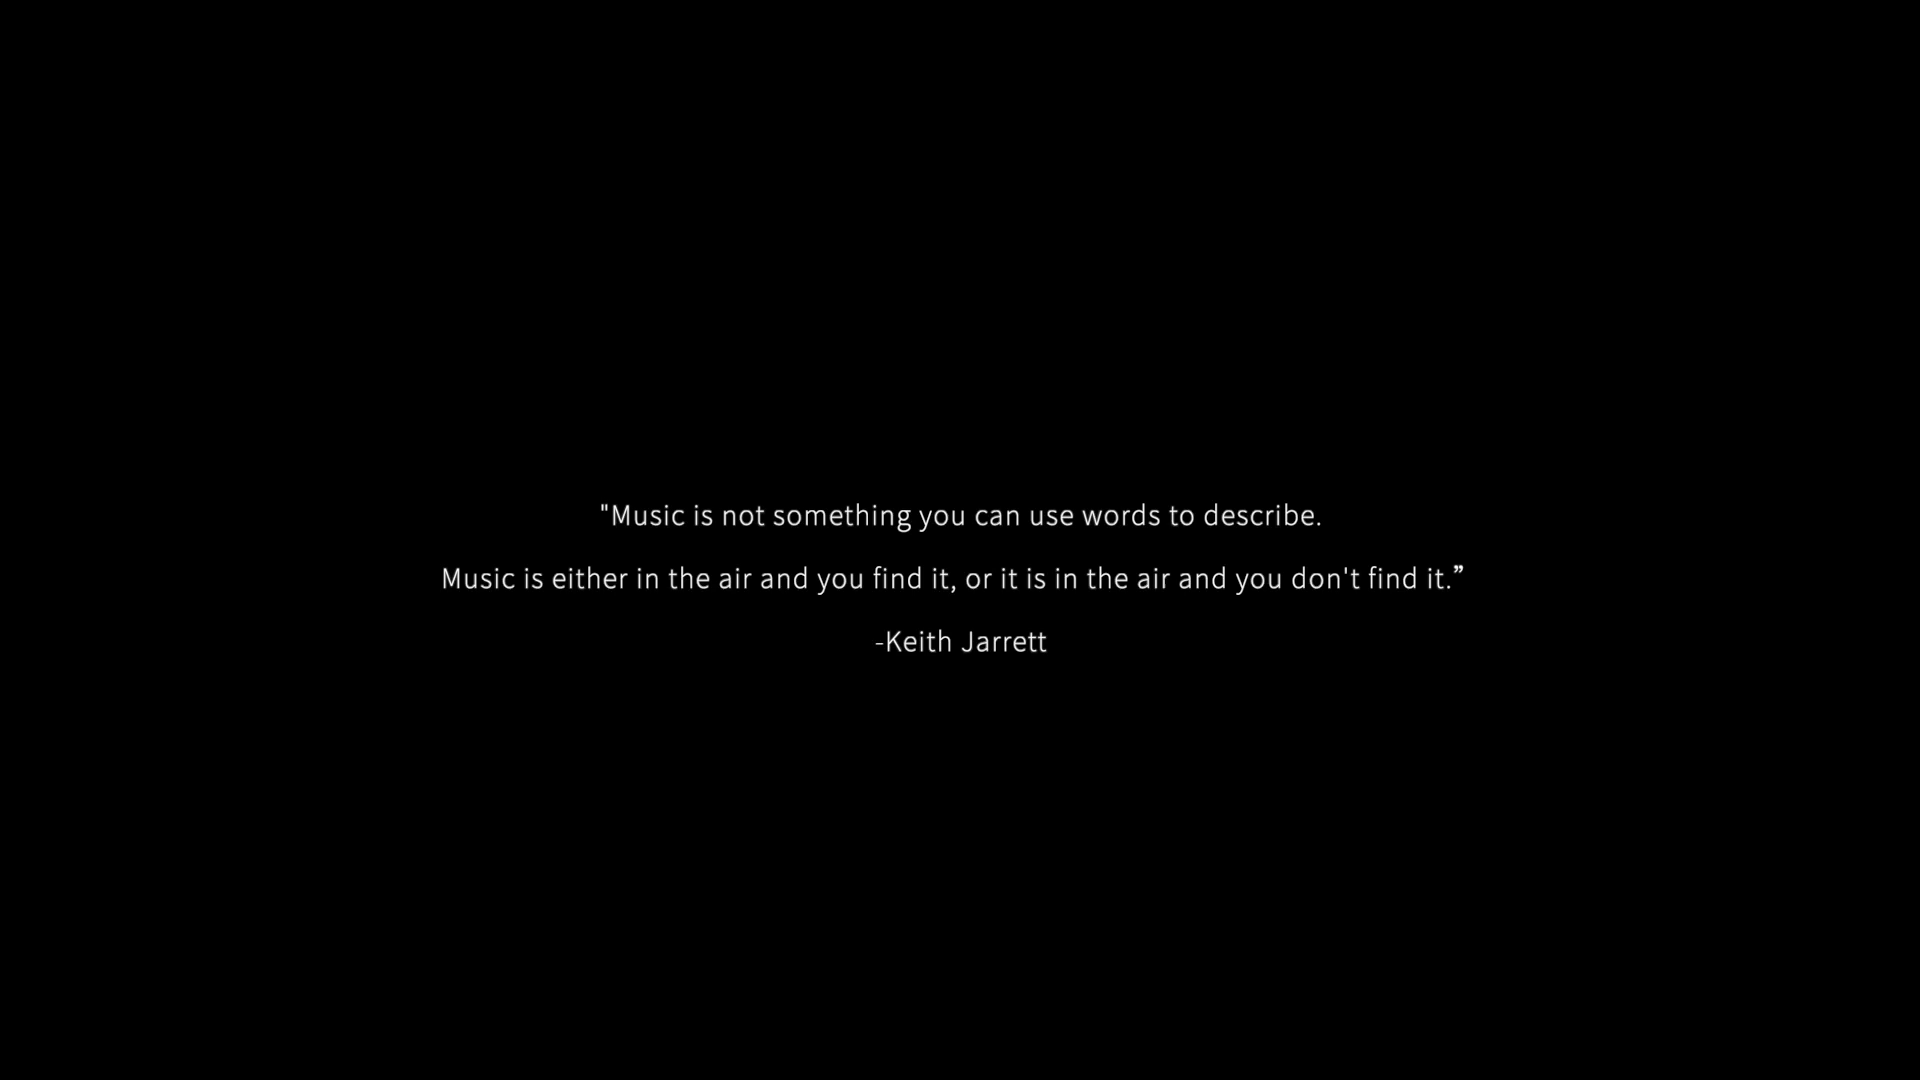 "Music is not something you can use words to describe.
Music is either in the air and you find it, or it is in the air and you don't find it.”
-Keith Jarrett